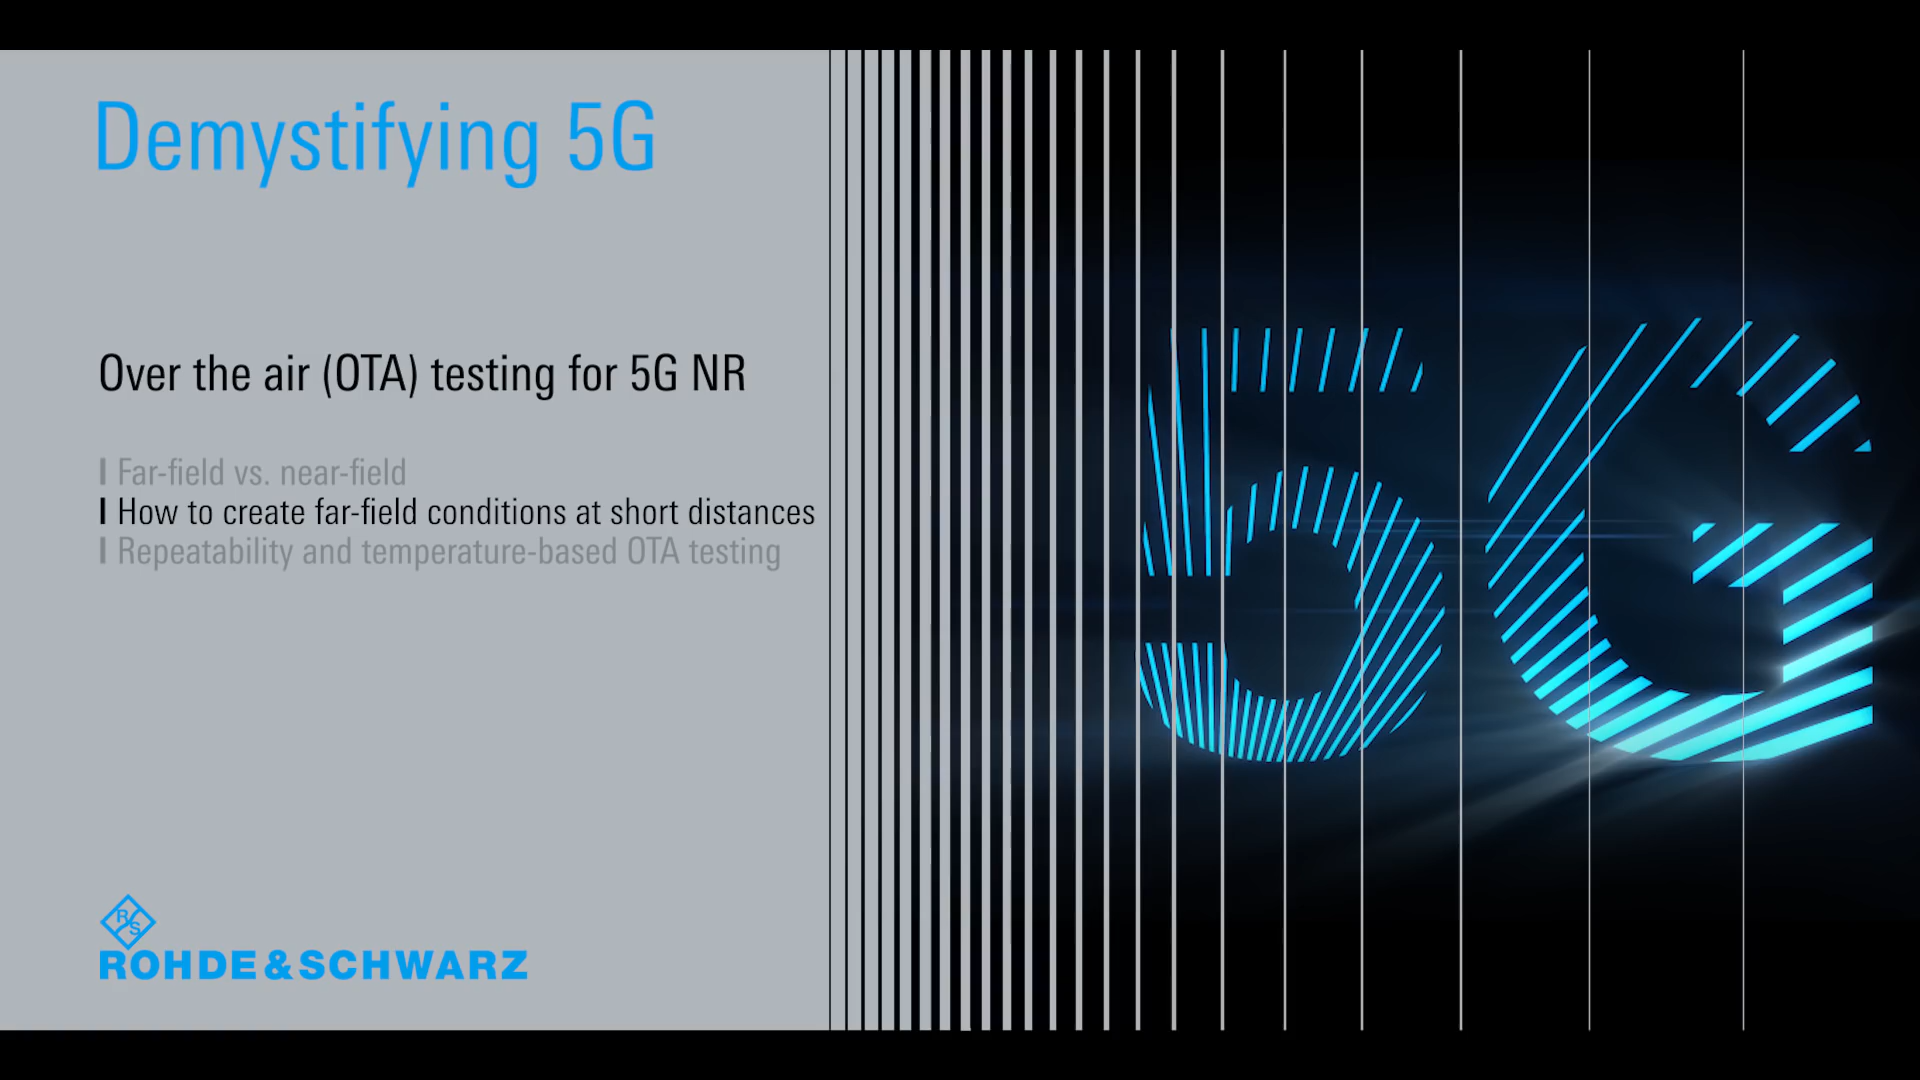 Demystifying 5G
Over the air (OTA) testing for 5G NR
Far-field vs. near-field
How to create far-field conditions at short distances
Repeatability and temperature-based OTA testing
5G
R S
ROHDE&SCHWARZ